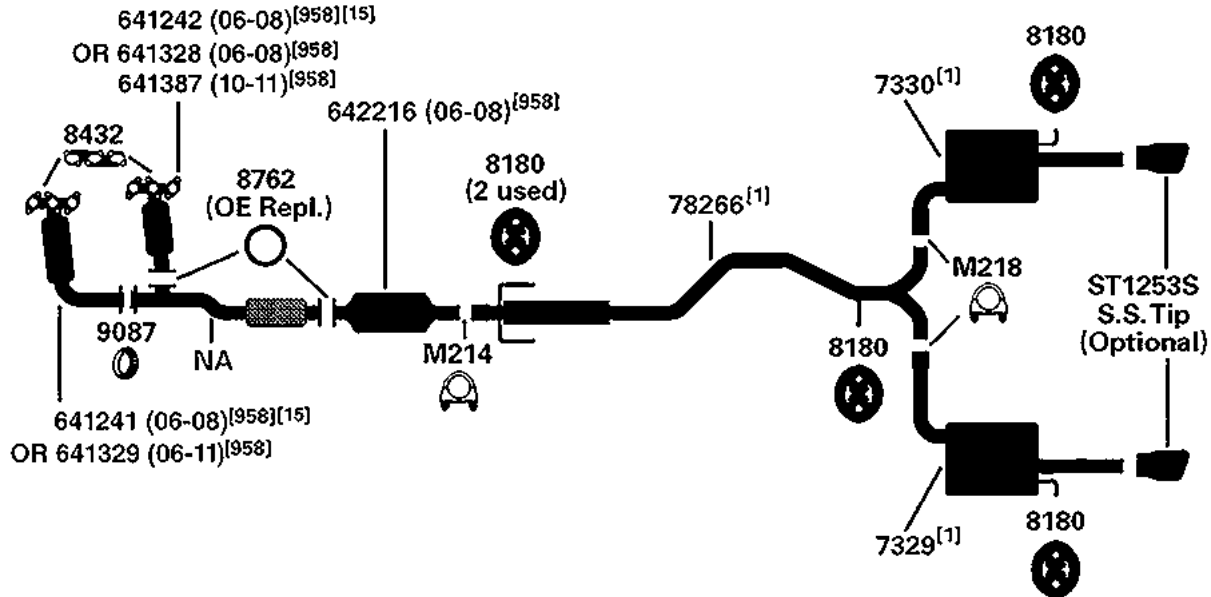 641242 (06-08)[958][15]
OR 641328 (06-08)[958]
641387 (10-11)[958]
8432
8762
(OE Repl.)
642216 (06-08)[958]
8180
(2 used)
78266[1]
7330[1]
8180
M218
ST1253S
S.S. Tip
(Optional)
9087
NA
M214
8180
641241 (06-08)[958][15]
OR 641329 (06-11)[958]
7329[1]
8180